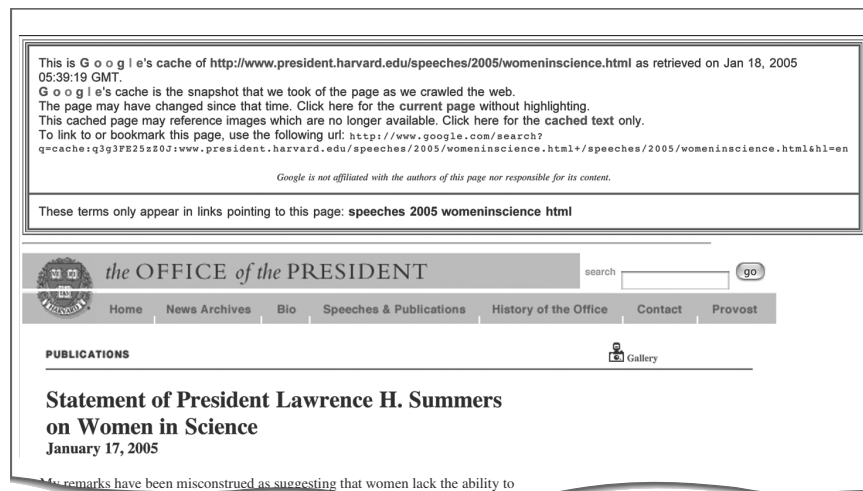 This is Google's cache of http://www.president.harvard.edu/speeches/2005/womeninscience.html as retrieved on Jan 18, 2005
05:39:19 GMT.
Google's cache is the snapshot that we took of the page as we crawled the web.
The page may have changed since that time. Click here for the current page without highlighting.
This cached page may reference images which are no longer available. Click here for the cached text only.
To link to or bookmark this page, use the following url: http://www.google.com/search?
q=cache:q3g3FE25zZ0J:www.president.harvard.edu/speeches/2005/womeninscience.html+/speeches/2005/womeninscience.html&hl=en
Google is not affiliated with the authors of this page nor responsible for its content.
These terms only appear in links pointing to this page: speeches 2005 womeninscience html
the OFFICE of the PRESIDENT
search
go
HARVARD
Home News Archives Bio Speeches & Publications History of the Office Contact Provost
PUBLICATIONS
Gallery
Statement of President Lawrence H. Summers
on Women in Science
January 17, 2005
My remarks have been misconstrued as suggesting that women lack the ability to